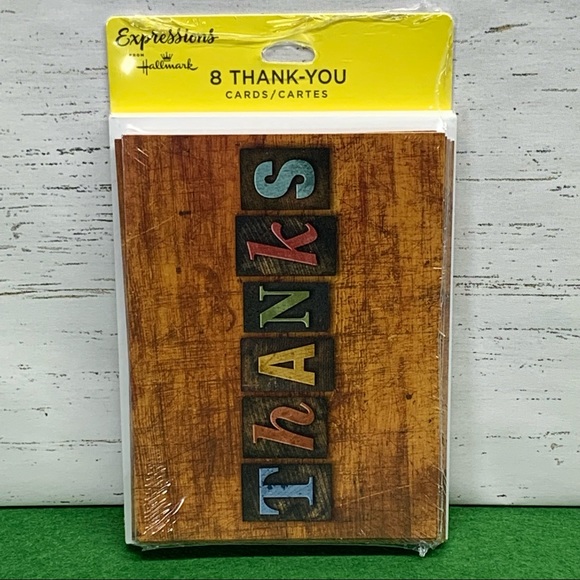 Expressions
FROM
Hallmark
8 THANK-YOU
CARDS/CARTES
ThANkS